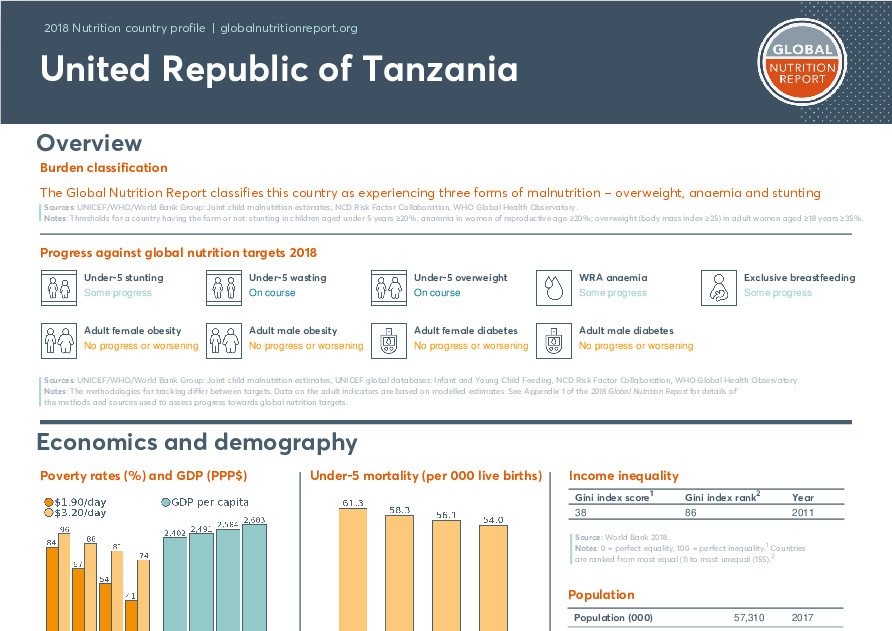 2018 Nutrition country profile | globalnutritionreport.org
United Republic of Tanzania
GLOBAL
NUTRITION
REPORT
Overview
Burden classification
The Global Nutrition Report classifies this country as experiencing three forms of malnutrition – overweight, anaemia and stunting
Sources: UNICEF/WHO/World Bank Group: Joint child malnutrition estimates, NCD Risk Factor Collaboration, WHO Global Health Observatory.
Notes: Thresholds for a country having the form or not: stunting in children aged under 5 years ≥20%; anaemia in women of reproductive age ≥20%; overweight (body mass index ≥25) in adult women aged ≥18 years ≥35%.
Progress against global nutrition targets 2018
Under-5 stunting
Some progress
Under-5 wasting
On course
Under-5 overweight
On course
WRA anaemia
Some progress
Exclusive breastfeeding
Some progress
Adult female obesity
No progress or worsening
Adult male obesity
No progress or worsening
Adult female diabetes
No progress or worsening
Adult male diabetes
No progress or worsening
Sources: UNICEF/WHO/World Bank Group: Joint child malnutrition estimates, UNICEF global databases: Infant and Young Child Feeding, NCD Risk Factor Collaboration, WHO Global Health Observatory.
Notes: The methodologies for tracking differ between targets. Data on the adult indicators are based on modelled estimates. See Appendix 1 of the 2018 Global Nutrition Report for details of
the methods and sources used to assess progress towards global nutrition targets.
Economics and demography
Poverty rates (%) and GDP (PPP$)
$1.90/day
$3.20/day
GDP per capita
84 96 67 88 54 81 41 74
2,402 2,491 2,584 2,683
Under-5 mortality (per 000 live births)
61.3 58.3 56.1 54.0
Income inequality
Gini index score1 Gini index rank2 Year
38 86 2011
Source: World Bank 2018.
Notes: 0 = perfect equality, 100 = perfect inequality.1 Countries
are ranked from most equal (1) to most unequal (155).2
Population
Population (000) 57,310 2017